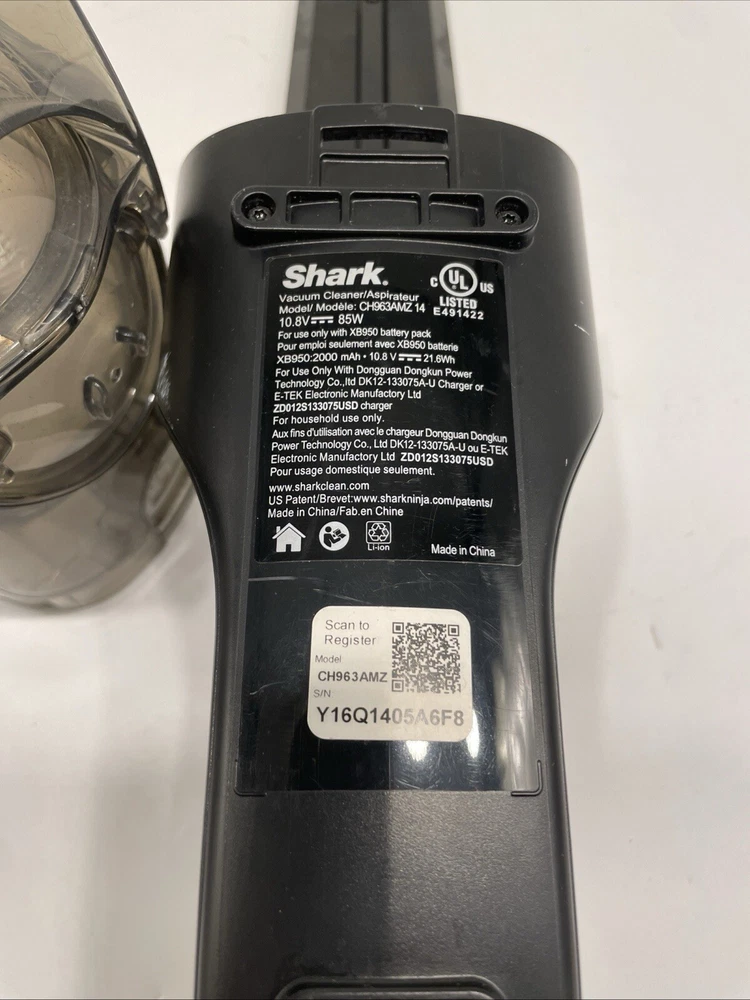 Shark.
C UL US
LISTED
E491422
Vacuum Cleaner/Aspirateur
Model/ Modèle: CH963AMZ 14
10.8V⎓ 85W
For use only with XB950 battery pack
Pour emploi seulement avec XB950 batterie
XB950:2000 mAh • 10.8 V⎓21.6Wh
For Use Only With Dongguan Dongkun Power
Technology Co.,ltd DK12-133075A-U Charger or
E-TEK Electronic Manufactory Ltd
ZD012S133075USD charger
For household use only.
Aux fins d'utilisation avec le chargeur Dongguan Dongkun
Power Technology Co., Ltd DK12-133075A-U ou E-TEK
Electronic Manufactory Ltd ZD012S133075USD
Pour usage domestique seulement.
www.sharkclean.com
US Patent/Brevet:www.sharkninja.com/patents/
Made in China/Fab.en Chine
Li-ion
Made in China
Scan to
Register
Model
CH963AMZ
S/N:
Y16Q1405A6F8